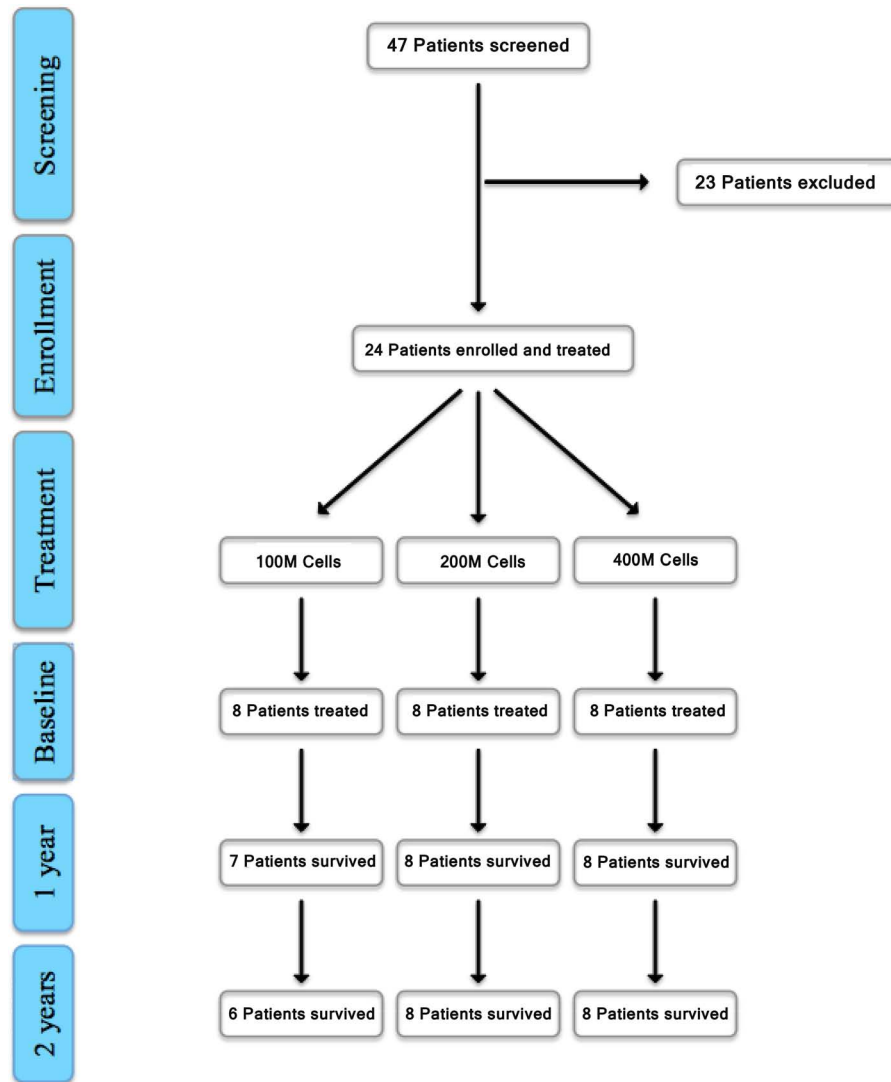 Screening
47 Patients screened
23 Patients excluded
Enrollment
24 Patients enrolled and treated
Treatment
100M Cells
200M Cells
400M Cells
Baseline
8 Patients treated
8 Patients treated
8 Patients treated
1 year
7 Patients survived
8 Patients survived
8 Patients survived
2 years
6 Patients survived
8 Patients survived
8 Patients survived